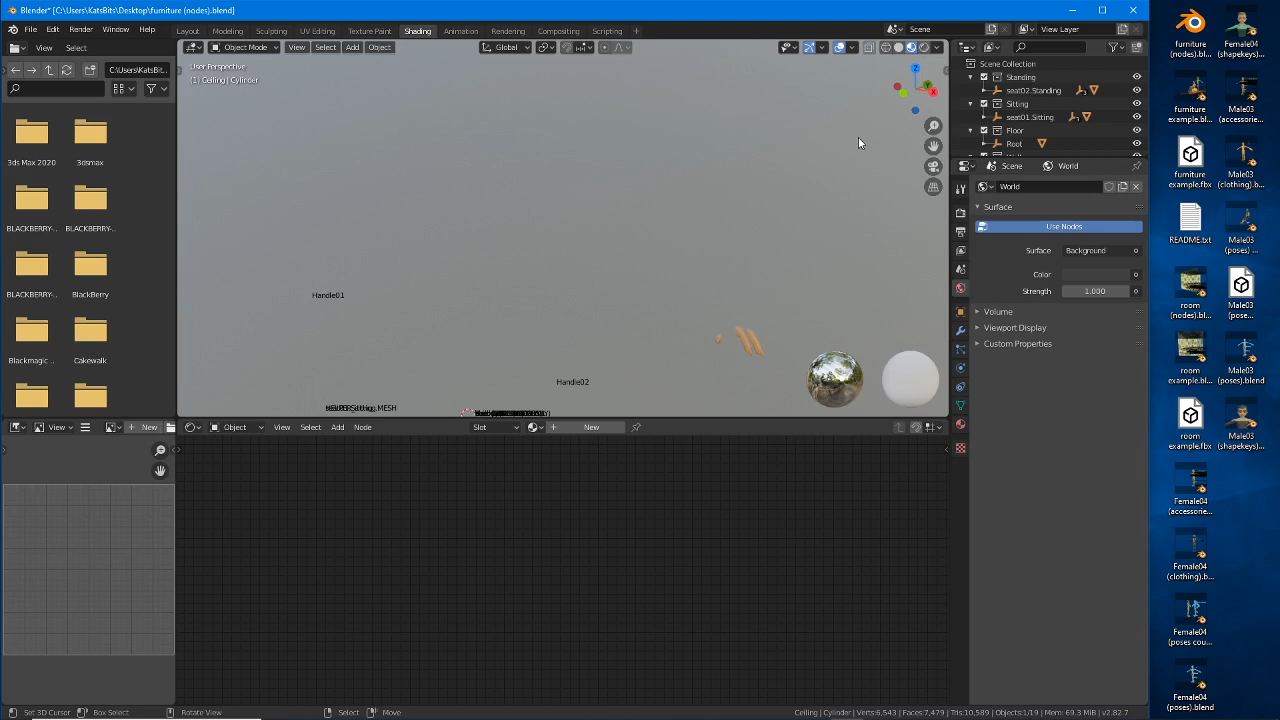 Blender* [C:\Users\KatsBits\Desktop\furniture (nodes).blend]
File Edit Render Window Help Layout Modeling Sculpting UV Editing Texture Paint Shading Animation Rendering Compositing Scripting Scene View Layer
View Select
Object Mode View Select Add Object Global
C:\Users\KatsBit..
3ds Max 2020 3dsmax
BLACKBERRY-.. BLACKBERRY-..
BLACKBERRY-.. BlackBerry
Blackmagic .. Cakewalk
User Perspective
(1) Ceiling | Cylinder
Z
Y
X
Handle01
Handle02
Scene Collection
Standing
seat02.Standing
Sitting
seat01.Sitting
Floor
Root
Scene World
World
Surface
Use Nodes
Surface Background
Color
Strength 1.000
Volume
Viewport Display
Custom Properties
View New
Object View Select Add Node Slot New
Set 3D Cursor Box Select Rotate View Select Move
Ceiling | Cylinder | Verts:6,543 | Faces:7,479 | Tris:10,589 | Objects:1/19 | Mem: 69.3 MiB | v2.82.7
furniture
(nodes).bl...
furniture
example.bl...
furniture
example.fbx
README.txt
room
(nodes).bl...
room
example.bl...
room
example.fbx
Female04
(accessorie...
Female04
(clothing).b...
Female04
(poses cou...
Female04
(poses).blend
Female04
(shapekeys)...
Male03
(accessorie...
Male03
(clothing).b...
Male03
(poses) ...
Male03
(pose...
Male03
(poses).blend
Male03
(shapekeys)...